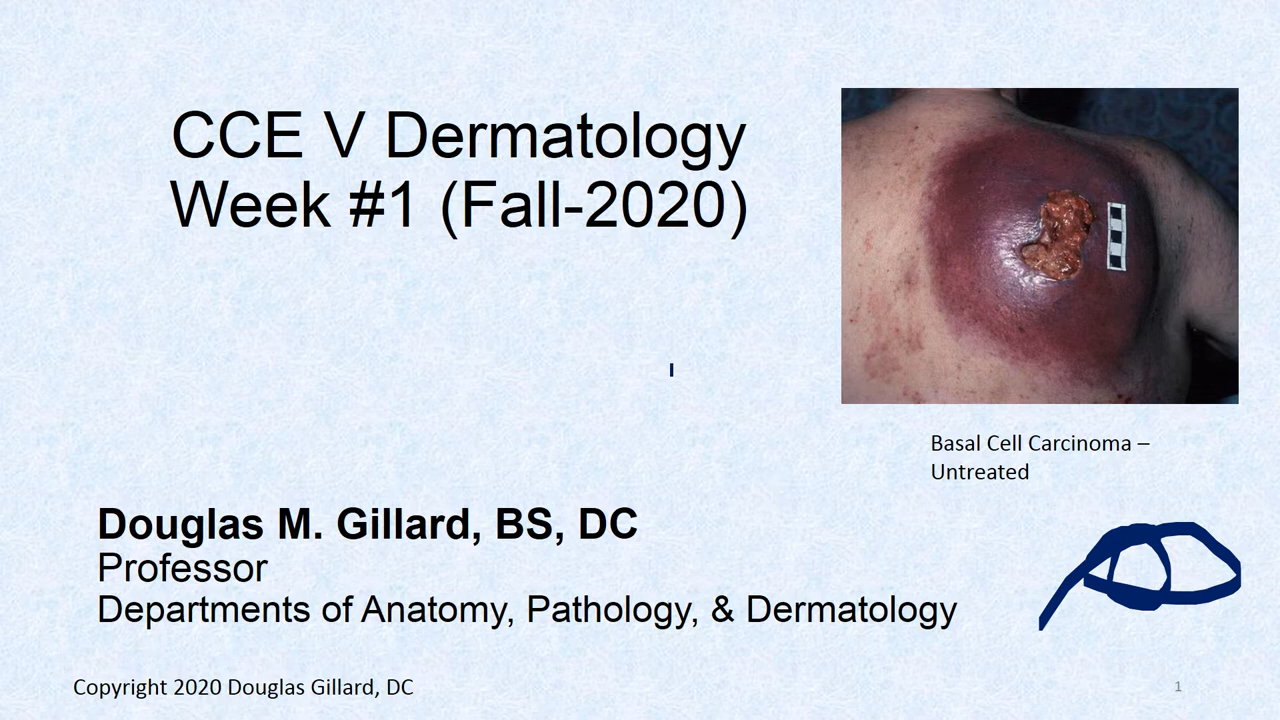 CCE V Dermatology
Week #1 (Fall-2020)
Basal Cell Carcinoma –
Untreated
Douglas M. Gillard, BS, DC
Professor
Departments of Anatomy, Pathology, & Dermatology
Copyright 2020 Douglas Gillard, DC
1